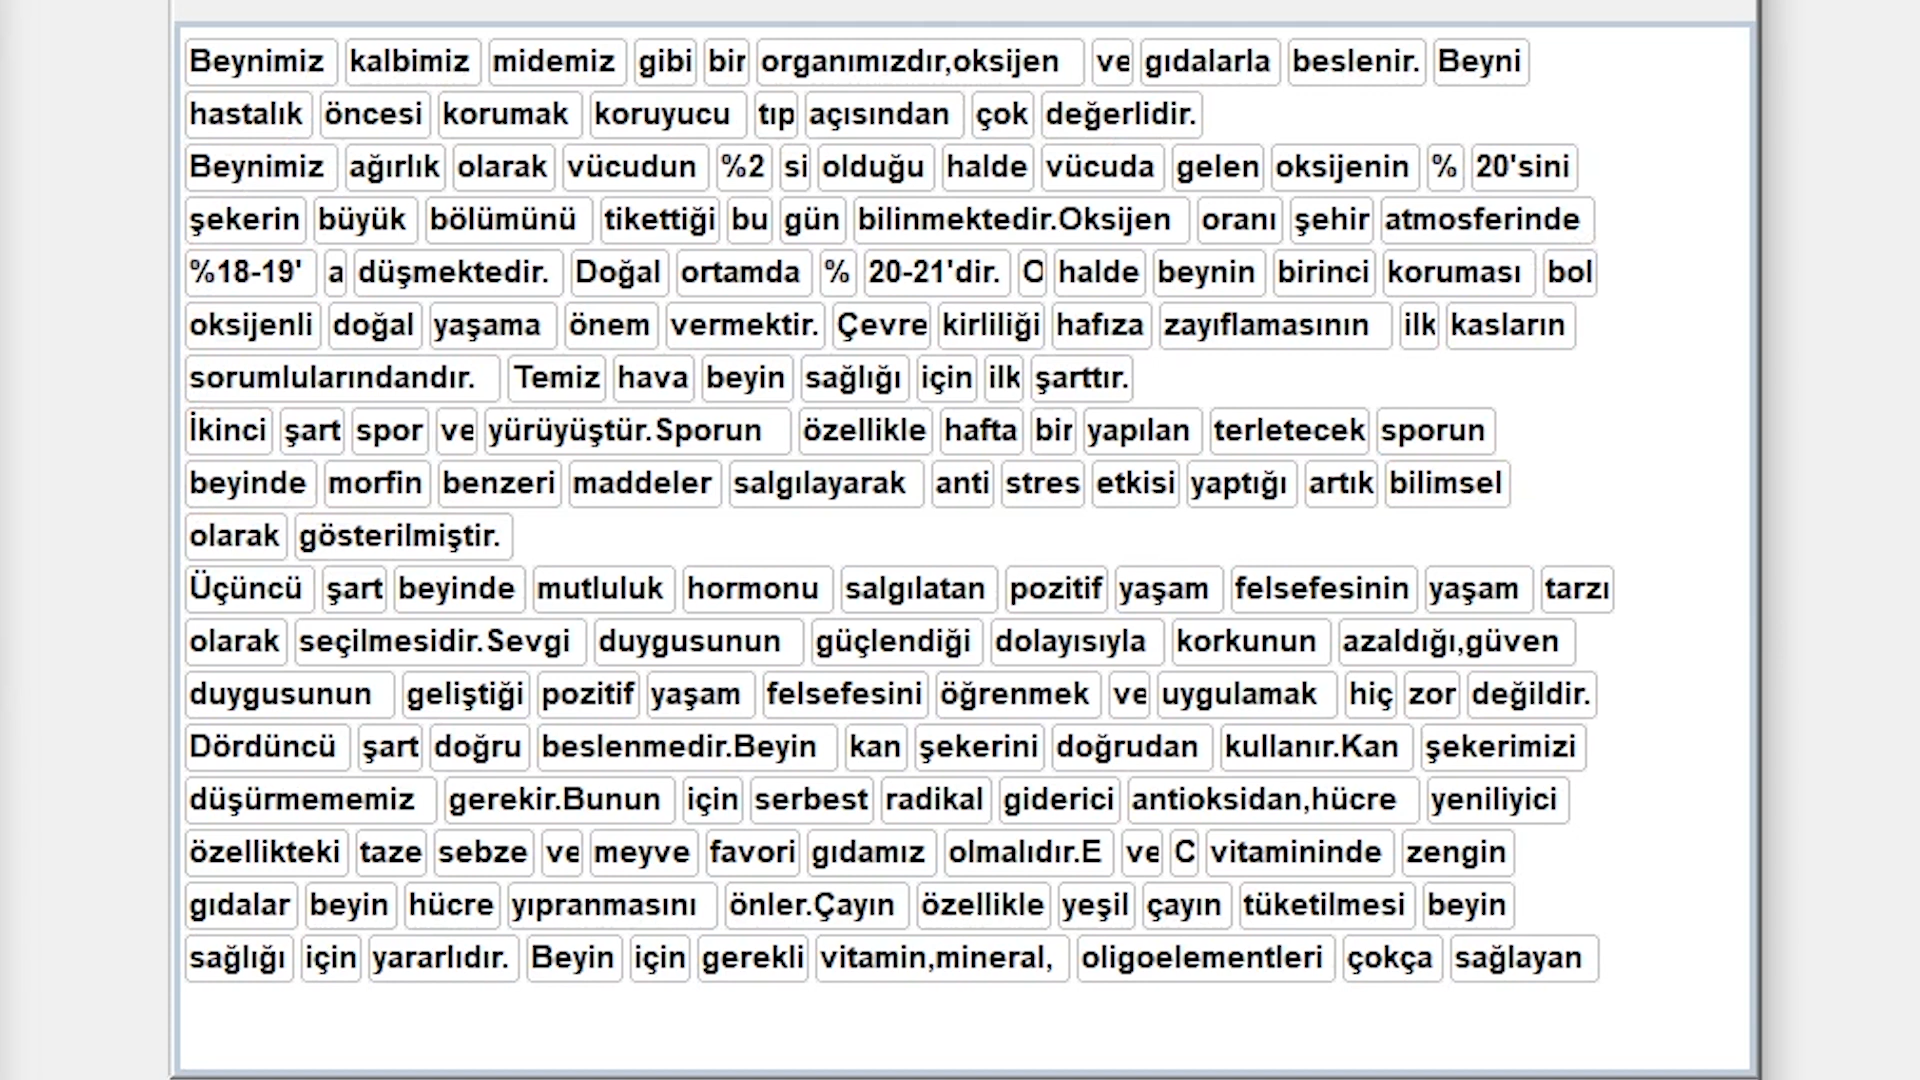 Beynimiz kalbimiz midemiz gibi bir organımızdır,oksijen ve gıdalarla beslenir. Beyni
hastalık öncesi korumak koruyucu tıp açısından çok değerlidir.
Beynimiz ağırlık olarak vücudun %2 si olduğu halde vücuda gelen oksijenin % 20'sini
şekerin büyük bölümünü tikettiği bu gün bilinmektedir.Oksijen oranı şehir atmosferinde
%18-19' a düşmektedir. Doğal ortamda % 20-21'dir. O halde beynin birinci koruması bol
oksijenli doğal yaşama önem vermektir. Çevre kirliliği hafıza zayıflamasının ilk kasların
sorumlularındandır. Temiz hava beyin sağlığı için ilk şarttır.
İkinci şart spor ve yürüyüştür.Sporun özellikle hafta bir yapılan terletecek sporun
beyinde morfin benzeri maddeler salgılayarak anti stres etkisi yaptığı artık bilimsel
olarak gösterilmiştir.
Üçüncü şart beyinde mutluluk hormonu salgılatan pozitif yaşam felsefesinin yaşam tarzı
olarak seçilmesidir.Sevgi duygusunun güçlendiği dolayısıyla korkunun azaldığı,güven
duygusunun geliştiği pozitif yaşam felsefesini öğrenmek ve uygulamak hiç zor değildir.
Dördüncü şart doğru beslenmedir.Beyin kan şekerini doğrudan kullanır.Kan şekerimizi
düşürmememiz gerekir.Bunun için serbest radikal giderici antioksidan,hücre yeniliyici
özellikteki taze sebze ve meyve favori gıdamız olmalıdır.E ve C vitamininde zengin
gıdalar beyin hücre yıpranmasını önler.Çayın özellikle yeşil çayın tüketilmesi beyin
sağlığı için yararlıdır. Beyin için gerekli vitamin,mineral, oligoelementleri çokça sağlayan